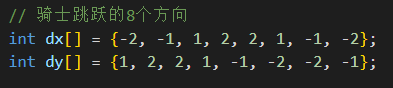 // 骑士跳跃的8个方向
int dx[] = {-2, -1, 1, 2, 2, 1, -1, -2};
int dy[] = {1, 2, 2, 1, -1, -2, -2, -1};